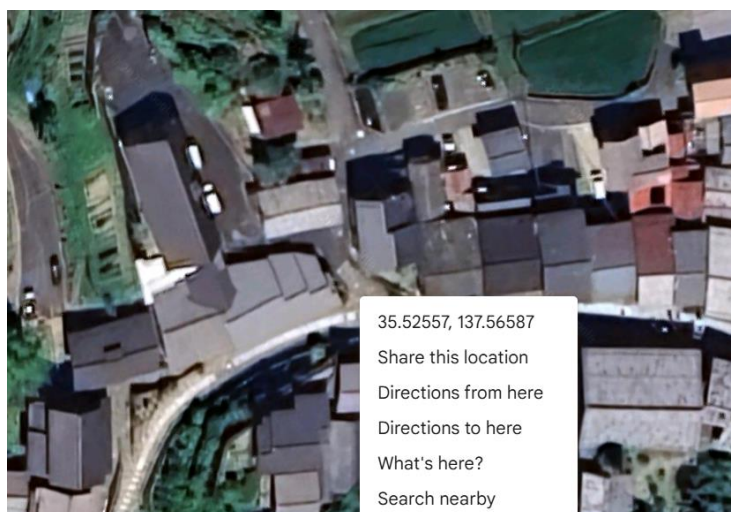 35.52557, 137.56587
Share this location
Directions from here
Directions to here
What's here?
Search nearby